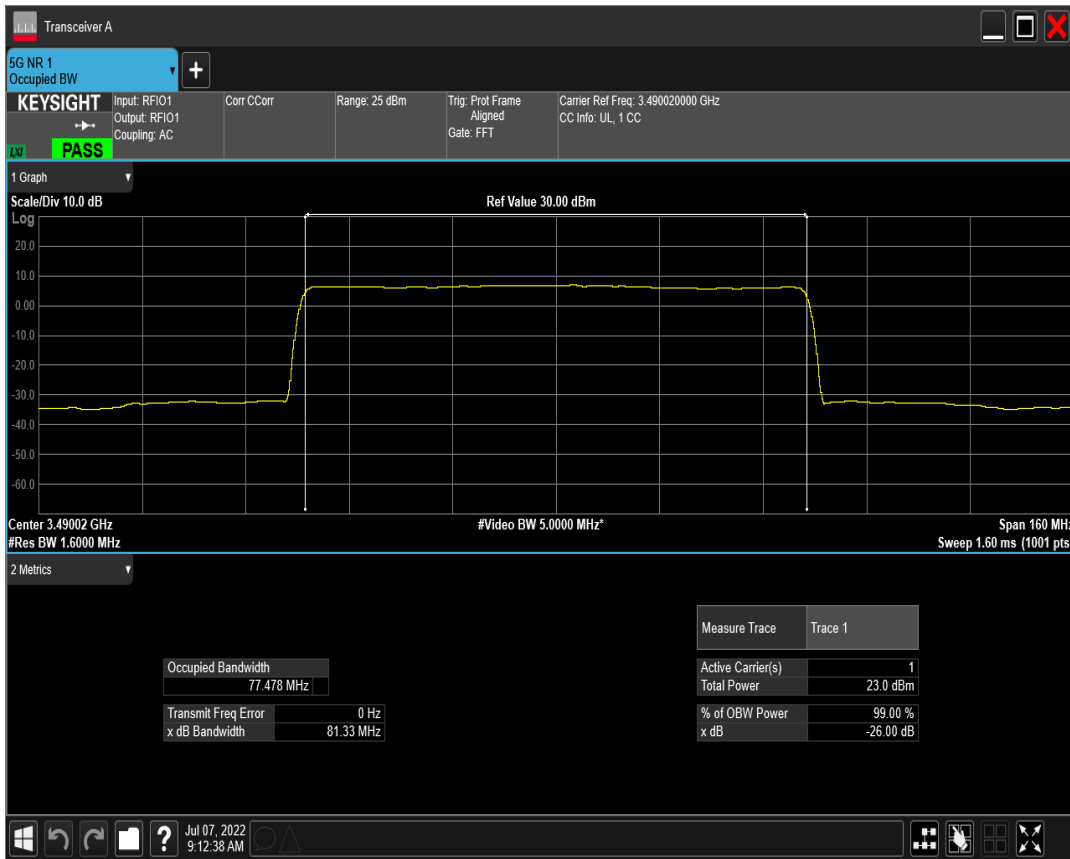 Transceiver A
5G NR 1
Occupied BW
+
KEYSIGHT
LXI
PASS
Input: RFIO1
Output: RFIO1
Coupling: AC
Corr CCorr
Range: 25 dBm
Trig: Prot Frame
Aligned
Gate: FFT
Carrier Ref Freq: 3.490020000 GHz
CC Info: UL, 1 CC
1 Graph
Scale/Div 10.0 dB
Ref Value 30.00 dBm
Log
20.0
10.0
0.00
-10.0
-20.0
-30.0
-40.0
-50.0
-60.0
Center 3.49002 GHz
#Video BW 5.0000 MHz*
Span 160 MHz
#Res BW 1.6000 MHz
Sweep 1.60 ms (1001 pts
2 Metrics
Measure Trace Trace 1
Occupied Bandwidth
77.478 MHz
Active Carrier(s) 1
Total Power 23.0 dBm
Transmit Freq Error 0 Hz
x dB Bandwidth 81.33 MHz
% of OBW Power 99.00 %
x dB -26.00 dB
?
Jul 07, 2022
9:12:38 AM